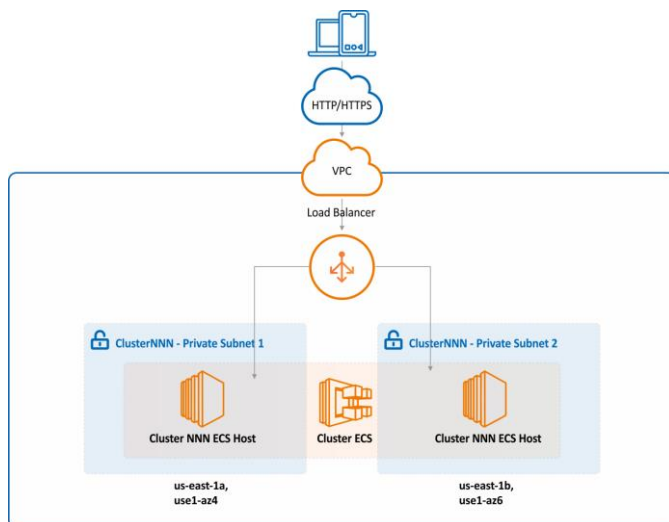 HTTP/HTTPS
VPC
Load Balancer
ClusterNNN - Private Subnet 1
ClusterNNN - Private Subnet 2
Cluster NNN ECS Host
Cluster ECS
Cluster NNN ECS Host
us-east-1a,
use1-az4
us-east-1b,
use1-az6